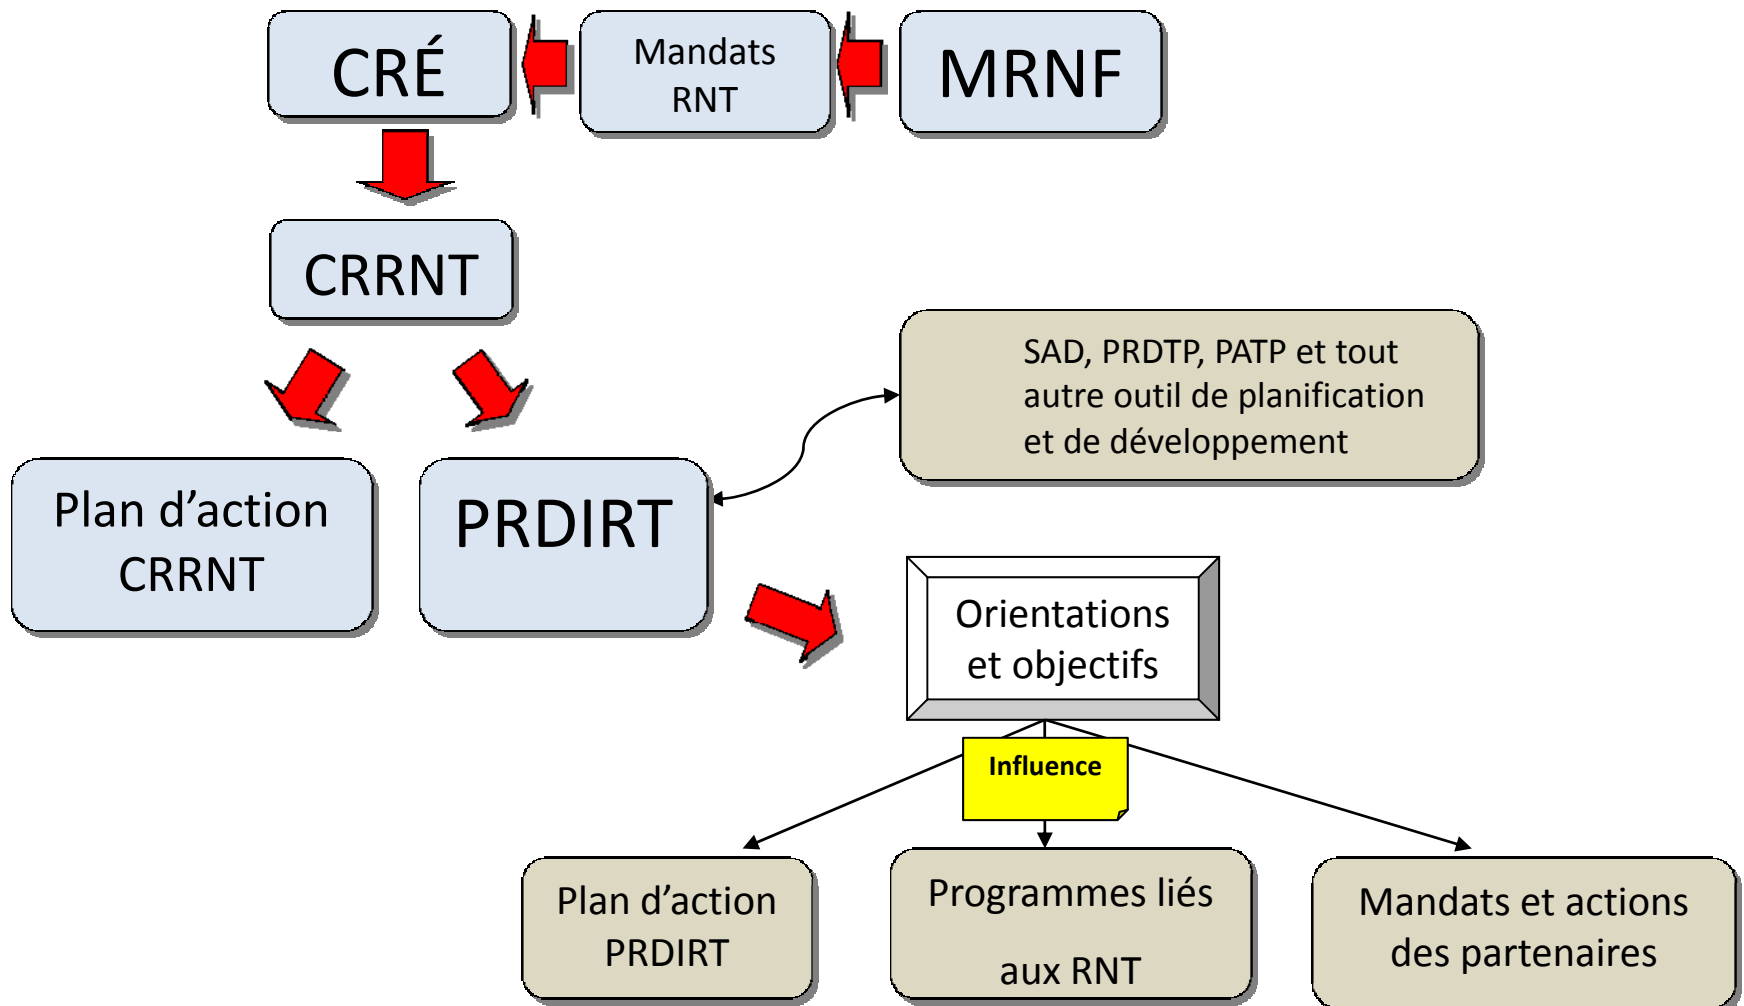 CRÉ
Mandats
RNT
MRNF
CRRNT
SAD, PRDTP, PATP et tout
autre outil de planification
et de développement
Plan d’action
CRRNT
PRDIRT
Orientations
et objectifs
Influence
Plan d’action
PRDIRT
Programmes liés
aux RNT
Mandats et actions
des partenaires